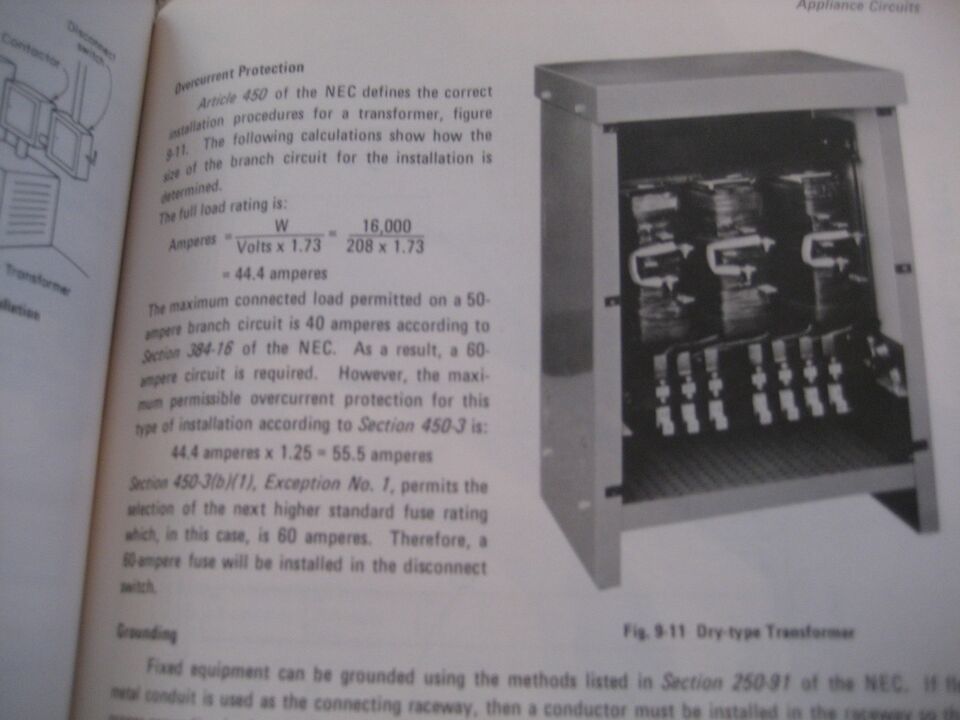 Appliance Circuits
Disconnect
switch
Contactor
Transformer
Overcurrent Protection
Article 450 of the NEC defines the correct
installation procedures for a transformer, figure
9-11. The following calculations show how the
size of the branch circuit for the installation is
determined.
The full load rating is:
Amperes = W / Volts x 1.73 = 16,000 / 208 x 1.73
= 44.4 amperes
The maximum connected load permitted on a 50-
ampere branch circuit is 40 amperes according to
Section 384-16 of the NEC. As a result, a 60-
ampere circuit is required. However, the maxi-
mum permissible overcurrent protection for this
type of installation according to Section 450-3 is:
44.4 amperes x 1.25 = 55.5 amperes
Section 450-3(b)(1), Exception No. 1, permits the
selection of the next higher standard fuse rating
which, in this case, is 60 amperes. Therefore, a
60-ampere fuse will be installed in the disconnect
switch.
Fig. 9-11 Dry-type Transformer
Grounding
Fixed equipment can be grounded using the methods listed in Section 250-91 of the NEC. If
metal conduit is used as the connecting raceway, then a conductor must be installed in the raceway